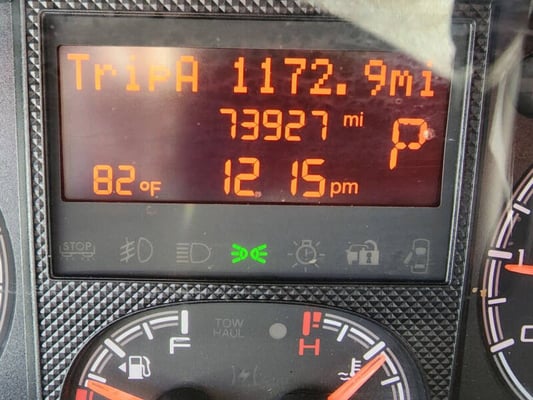 TripA 1172.9mi
73927 mi
P
82°F 12:15pm
STOP
F TOW HAUL H